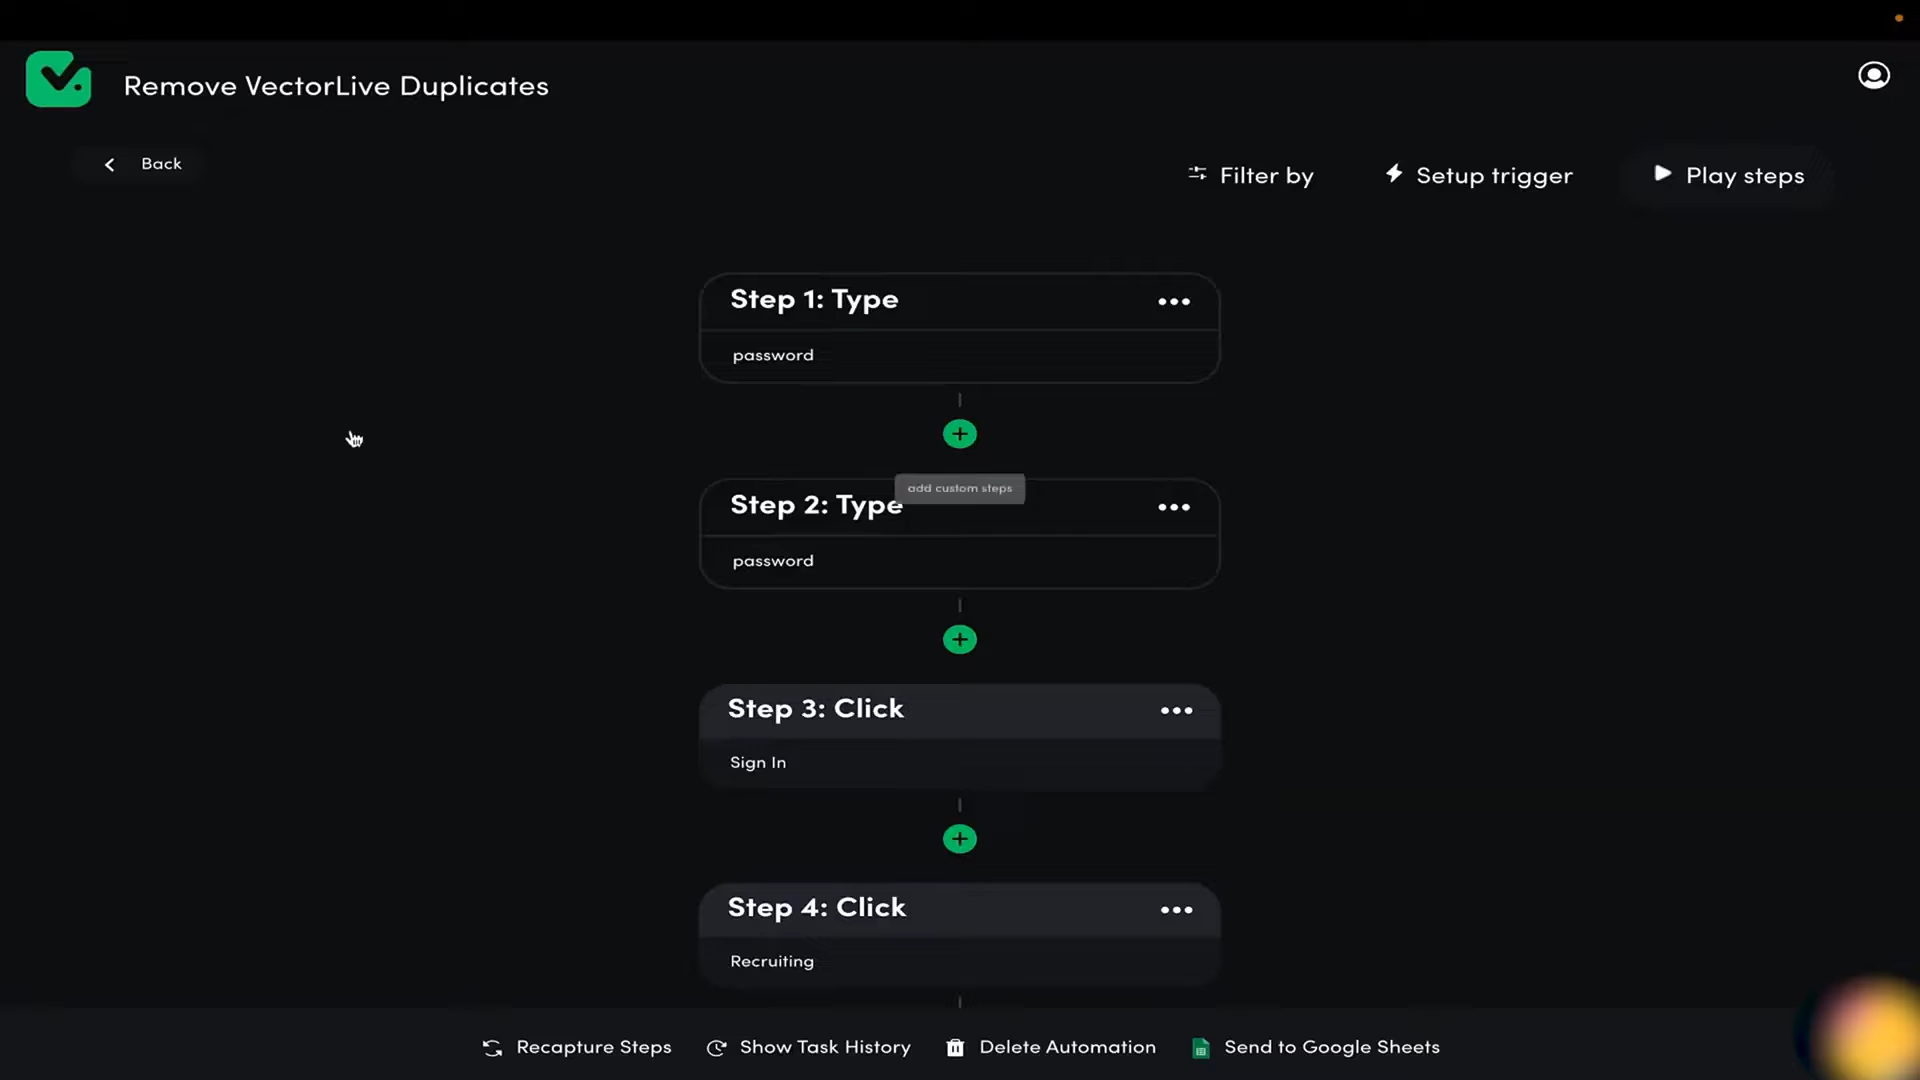 Remove VectorLive Duplicates
Back
Filter by
Setup trigger
Play steps
Step 1: Type
password
add custom steps
Step 2: Type
password
Step 3: Click
Sign In
Step 4: Click
Recruiting
Recapture Steps
Show Task History
Delete Automation
Send to Google Sheets